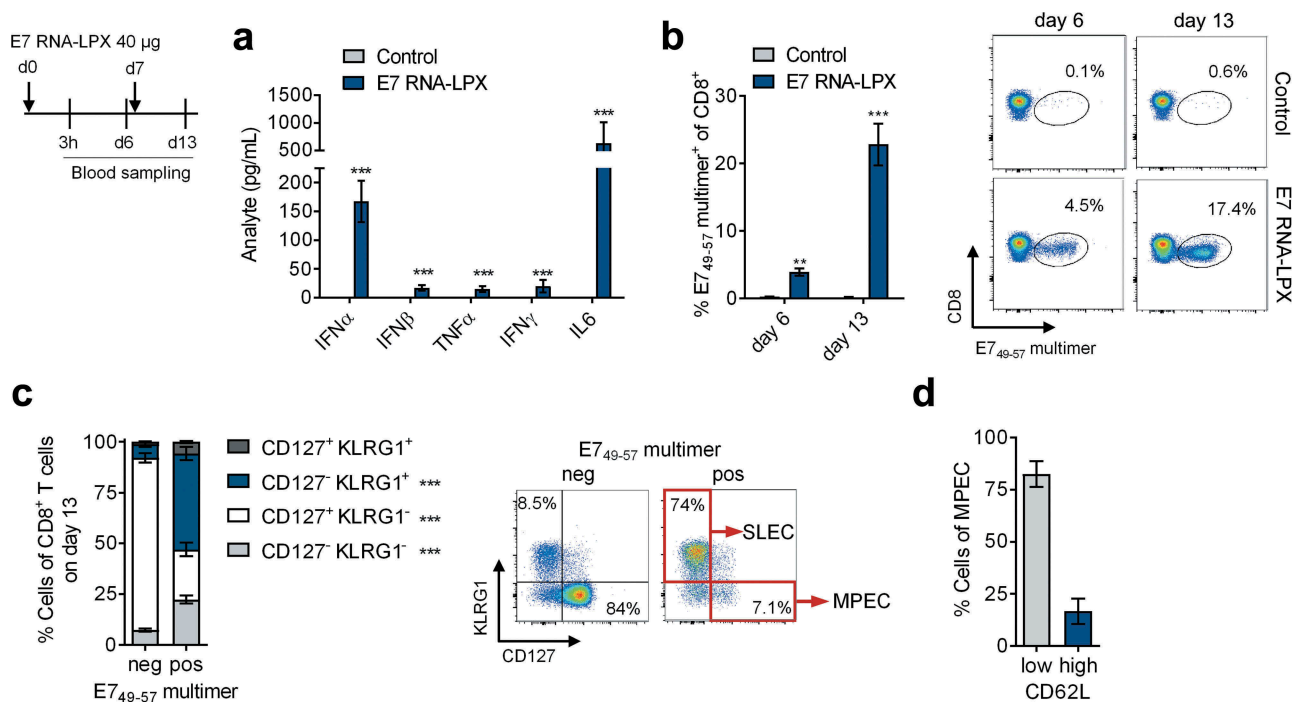 E7 RNA-LPX 40 µg
d0
d7
3h
d6
d13
Blood sampling
a
Control
E7 RNA-LPX
Analyte (pg/mL)
1500
1000
500
200
150
100
50
0
***
***
***
***
***
IFNα
IFNβ
TNFα
IFNγ
IL6
b
Control
E7 RNA-LPX
% E749-57 multimer+ of CD8+
30
20
10
0
**
***
day 6
day 13
day 6
day 13
0.1%
0.6%
Control
4.5%
17.4%
E7 RNA-LPX
CD8
E749-57 multimer
c
% Cells of CD8+ T cells
on day 13
100
75
50
25
0
neg pos
E749-57 multimer
CD127+ KLRG1+
CD127- KLRG1+ ***
CD127+ KLRG1- ***
CD127- KLRG1- ***
E749-57 multimer
neg
pos
8.5%
84%
74%
SLEC
7.1%
MPEC
KLRG1
CD127
d
% Cells of MPEC
100
75
50
25
0
low high
CD62L